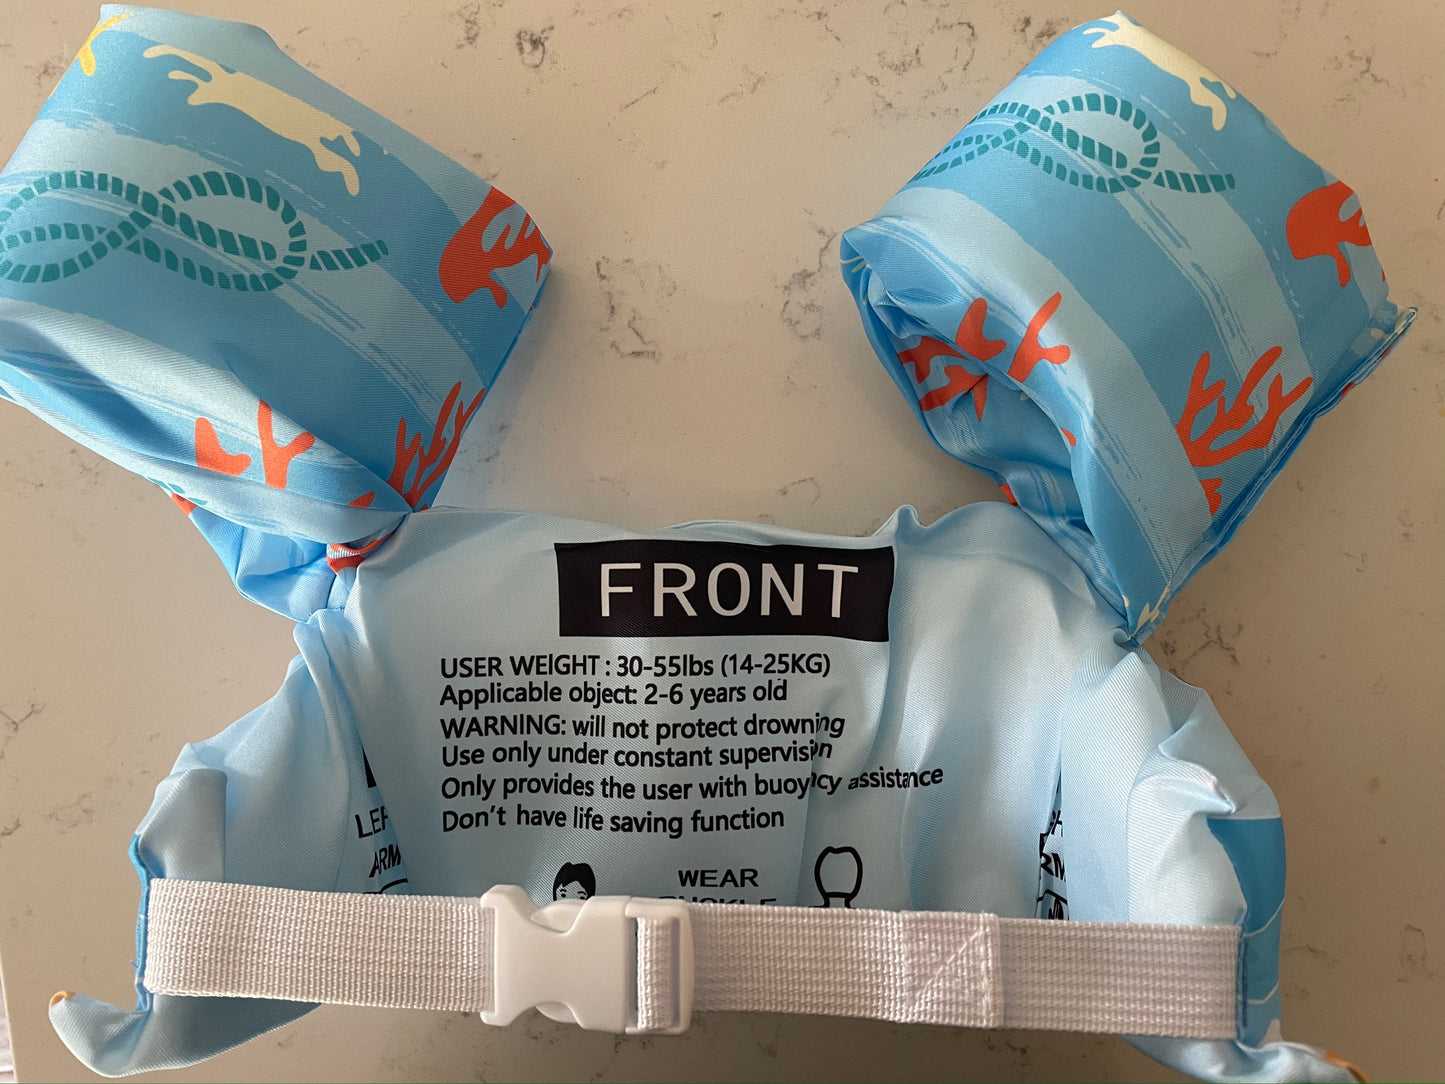 FRONT
USER WEIGHT : 30-55lbs (14-25KG)
Applicable object: 2-6 years old
WARNING: will not protect drowning
Use only under constant supervision
Only provides the user with buoyancy assistance
Don't have life saving function
ARM
WEAR